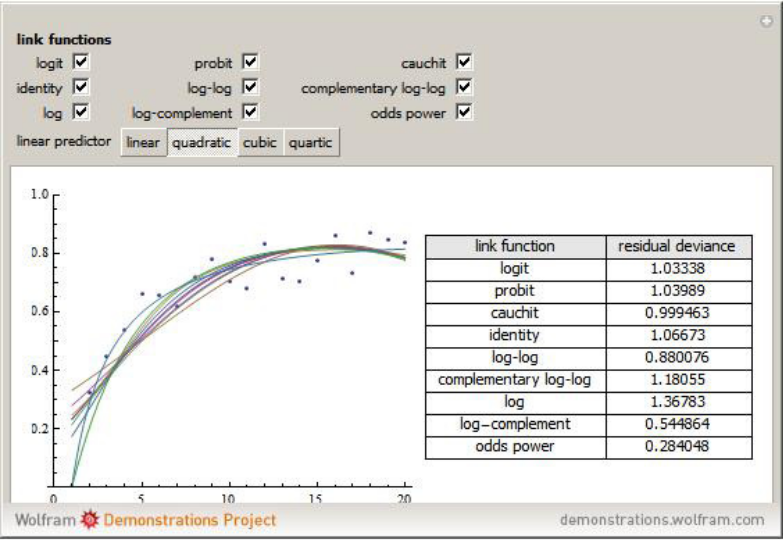 link functions
logit probit cauchit
identity log-log complementary log-log
log log-complement odds power
linear predictor linear quadratic cubic quartic
1.0
0.8
0.6
0.4
0.2
0 5 10 15 20
link function residual deviance
logit 1.03338
probit 1.03989
cauchit 0.999463
identity 1.06673
log-log 0.880076
complementary log-log 1.18055
log 1.36783
log−complement 0.544864
odds power 0.284048
Wolfram Demonstrations Project demonstrations.wolfram.com